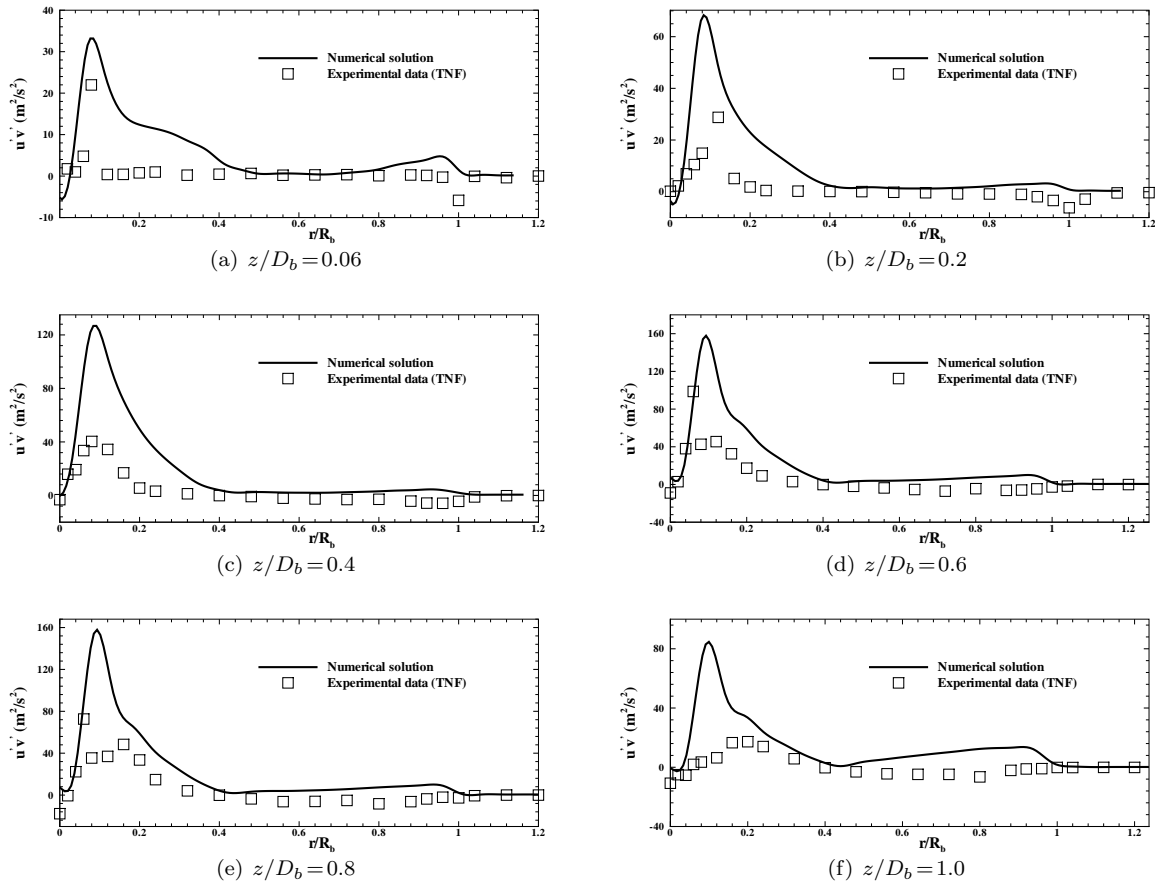 40
30
20
10
0
-10
u'v' (m²/s²)
Numerical solution
Experimental data (TNF)
0
0.2
0.4
0.6
0.8
1
1.2
r/R_b
(a) z/D_b=0.06
60
40
20
0
u'v' (m²/s²)
Numerical solution
Experimental data (TNF)
0
0.2
0.4
0.6
0.8
1
1.2
r/R_b
(b) z/D_b=0.2
120
80
40
0
u'v' (m²/s²)
Numerical solution
Experimental data (TNF)
0
0.2
0.4
0.6
0.8
1
1.2
r/R_b
(c) z/D_b=0.4
160
120
80
40
0
-40
u'v' (m²/s²)
Numerical solution
Experimental data (TNF)
0
0.2
0.4
0.6
0.8
1
1.2
r/R_b
(d) z/D_b=0.6
160
120
80
40
0
u'v' (m²/s²)
Numerical solution
Experimental data (TNF)
0
0.2
0.4
0.6
0.8
1
1.2
r/R_b
(e) z/D_b=0.8
80
40
0
-40
u'v' (m²/s²)
Numerical solution
Experimental data (TNF)
0
0.2
0.4
0.6
0.8
1
1.2
r/R_b
(f) z/D_b=1.0